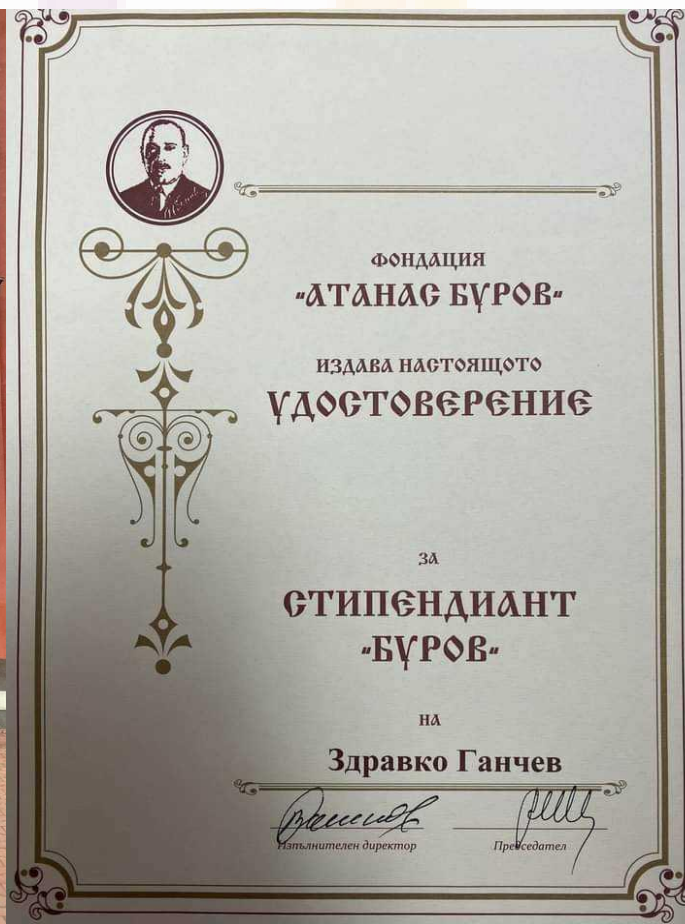 ФОНДАЦИЯ
"АТАНАС БУРОВ"
ИЗДАВА НАСТОЯЩОТО
УДОСТОВЕРЕНИЕ
ЗА
СТИПЕНДИАНТ
"БУРОВ"
НА
Здравко Ганчев
Изпълнителен директор
Председател